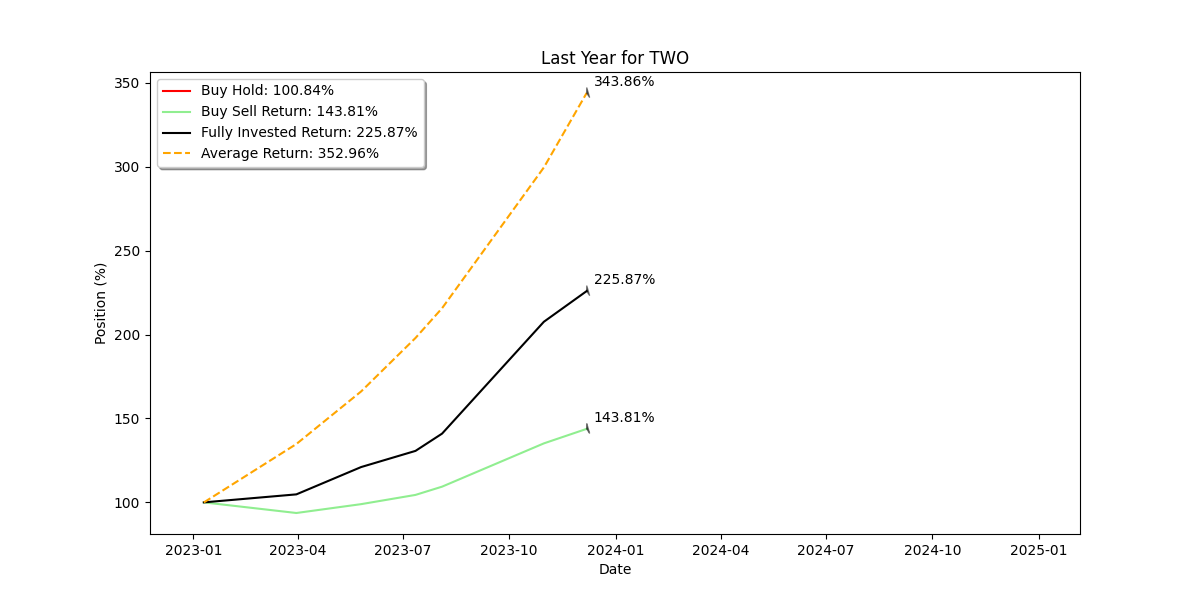 Last Year for TWO
350
300
250
200
150
100
Position (%)
Buy Hold: 100.84%
Buy Sell Return: 143.81%
Fully Invested Return: 225.87%
Average Return: 352.96%
343.86%
225.87%
143.81%
2023-01
2023-04
2023-07
2023-10
2024-01
2024-04
2024-07
2024-10
2025-01
Date